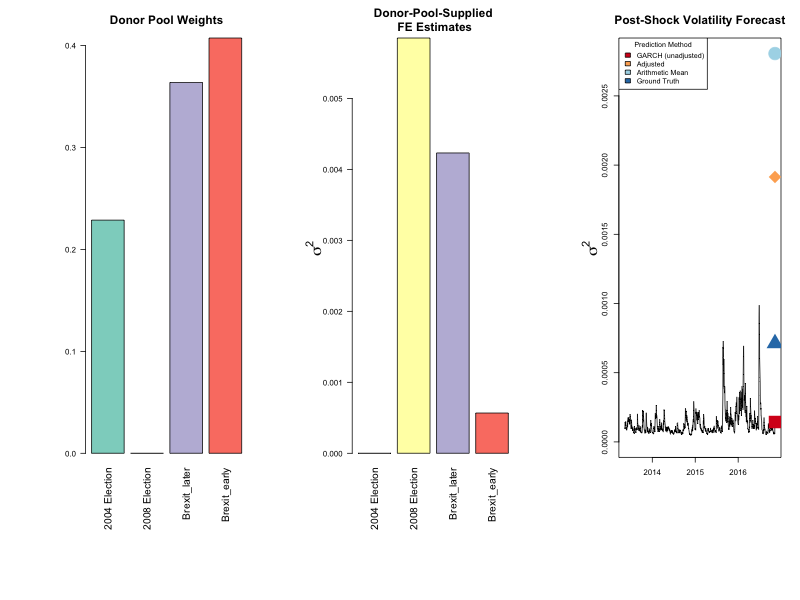 Donor Pool Weights
0.4
0.3
0.2
0.1
0.0
2004 Election
2008 Election
Brexit_later
Brexit_early
Donor-Pool-Supplied
FE Estimates
σ²
0.005
0.004
0.003
0.002
0.001
0.000
2004 Election
2008 Election
Brexit_later
Brexit_early
Post-Shock Volatility Forecast
Prediction Method
GARCH (unadjusted)
Adjusted
Arithmetic Mean
Ground Truth
σ²
0.0025
0.0020
0.0015
0.0010
0.0005
0.0000
2014
2015
2016